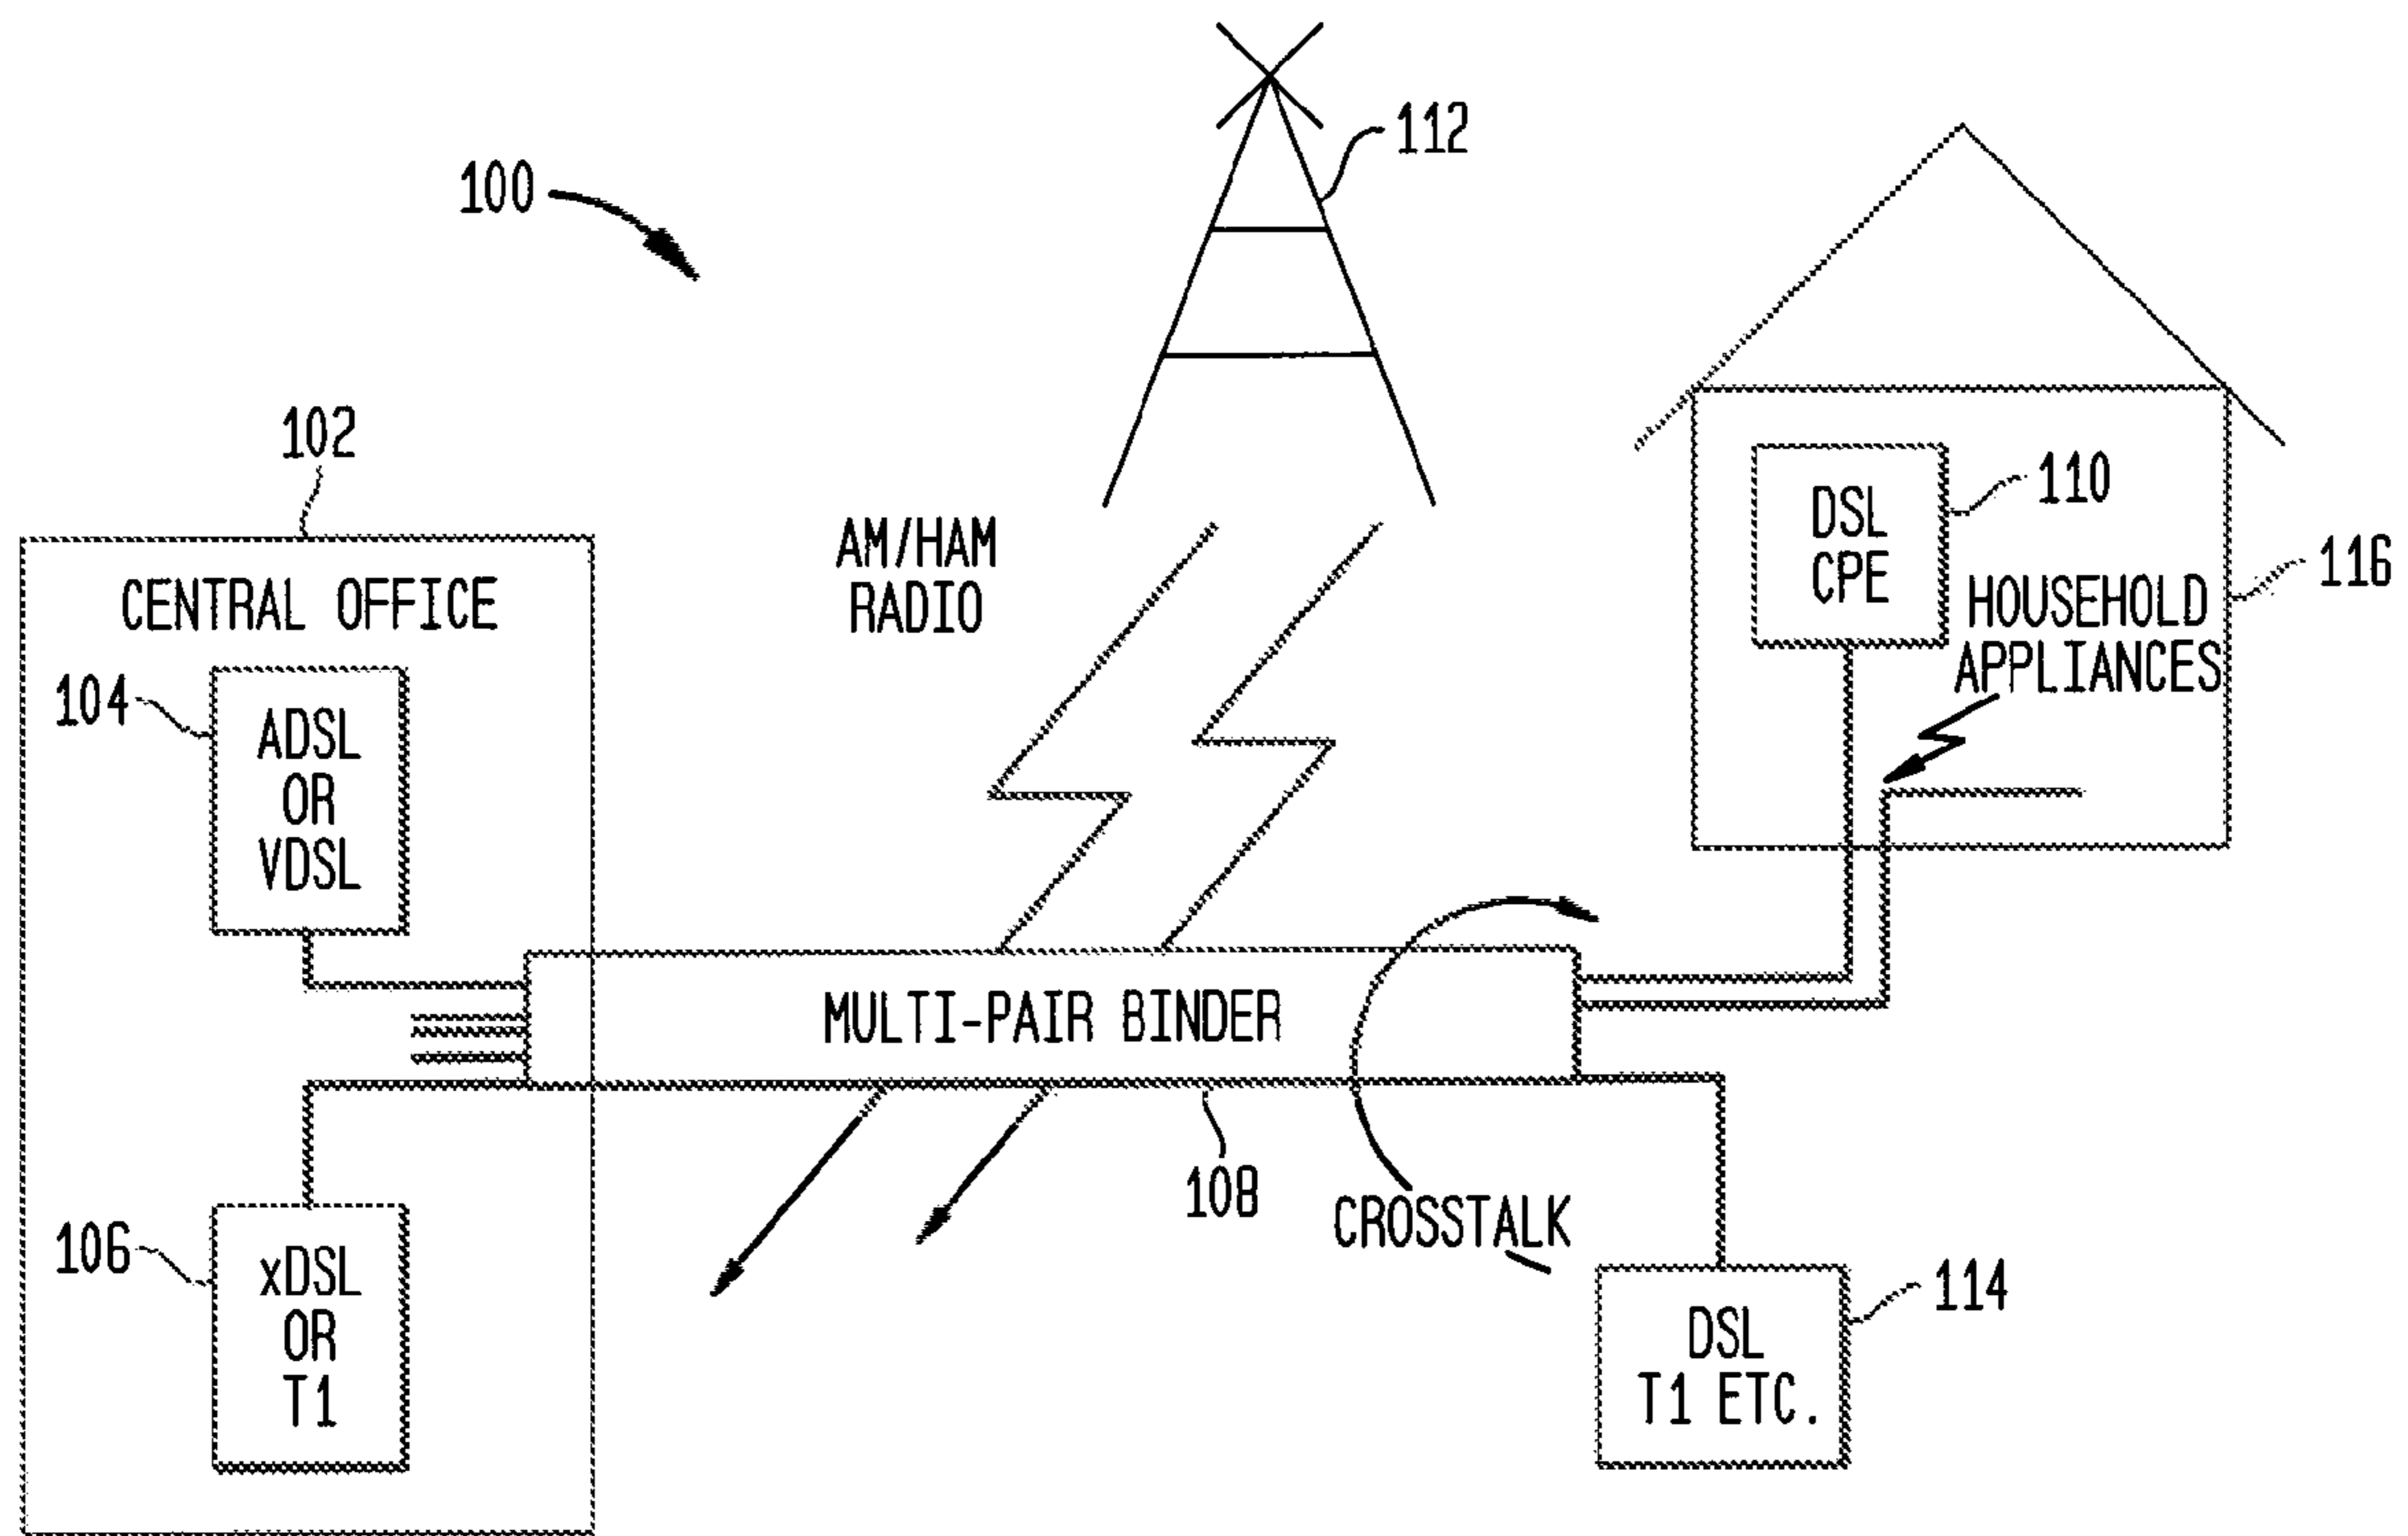 100
112
102
CENTRAL OFFICE
104
ADSL
OR
VDSL
AM/HAM
RADIO
DSL
CPE
110
116
HOUSEHOLD
APPLIANCES
MULTI-PAIR BINDER
108
CROSSTALK
106
xDSL
OR
T1
DSL
T1 ETC.
114